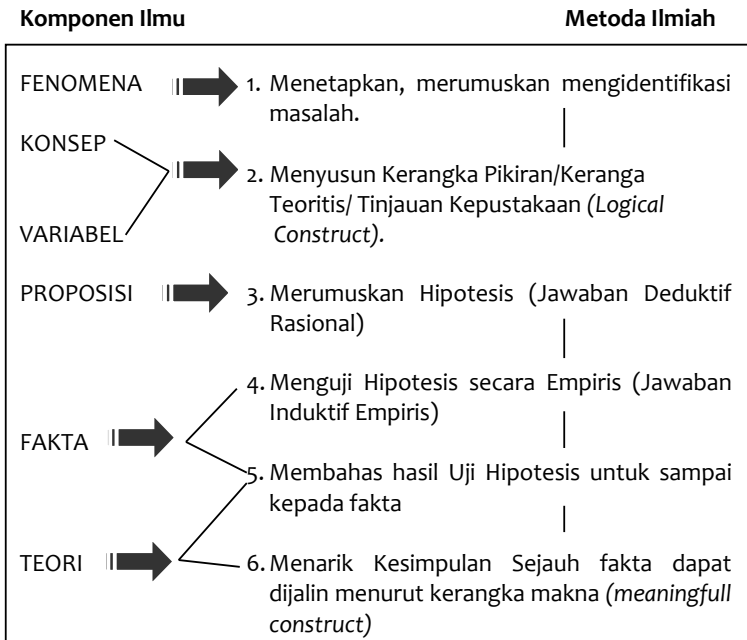 Komponen Ilmu Metoda Ilmiah
FENOMENA 1. Menetapkan, merumuskan mengidentifikasi
masalah.
KONSEP
2. Menyusun Kerangka Pikiran/Keranga
Teoritis/ Tinjauan Kepustakaan (Logical
VARIABEL Construct).
PROPOSISI 3. Merumuskan Hipotesis (Jawaban Deduktif
Rasional)
4. Menguji Hipotesis secara Empiris (Jawaban
Induktif Empiris)
FAKTA
5. Membahas hasil Uji Hipotesis untuk sampai
kepada fakta
TEORI 6. Menarik Kesimpulan Sejauh fakta dapat
dijalin menurut kerangka makna (meaningfull
construct)